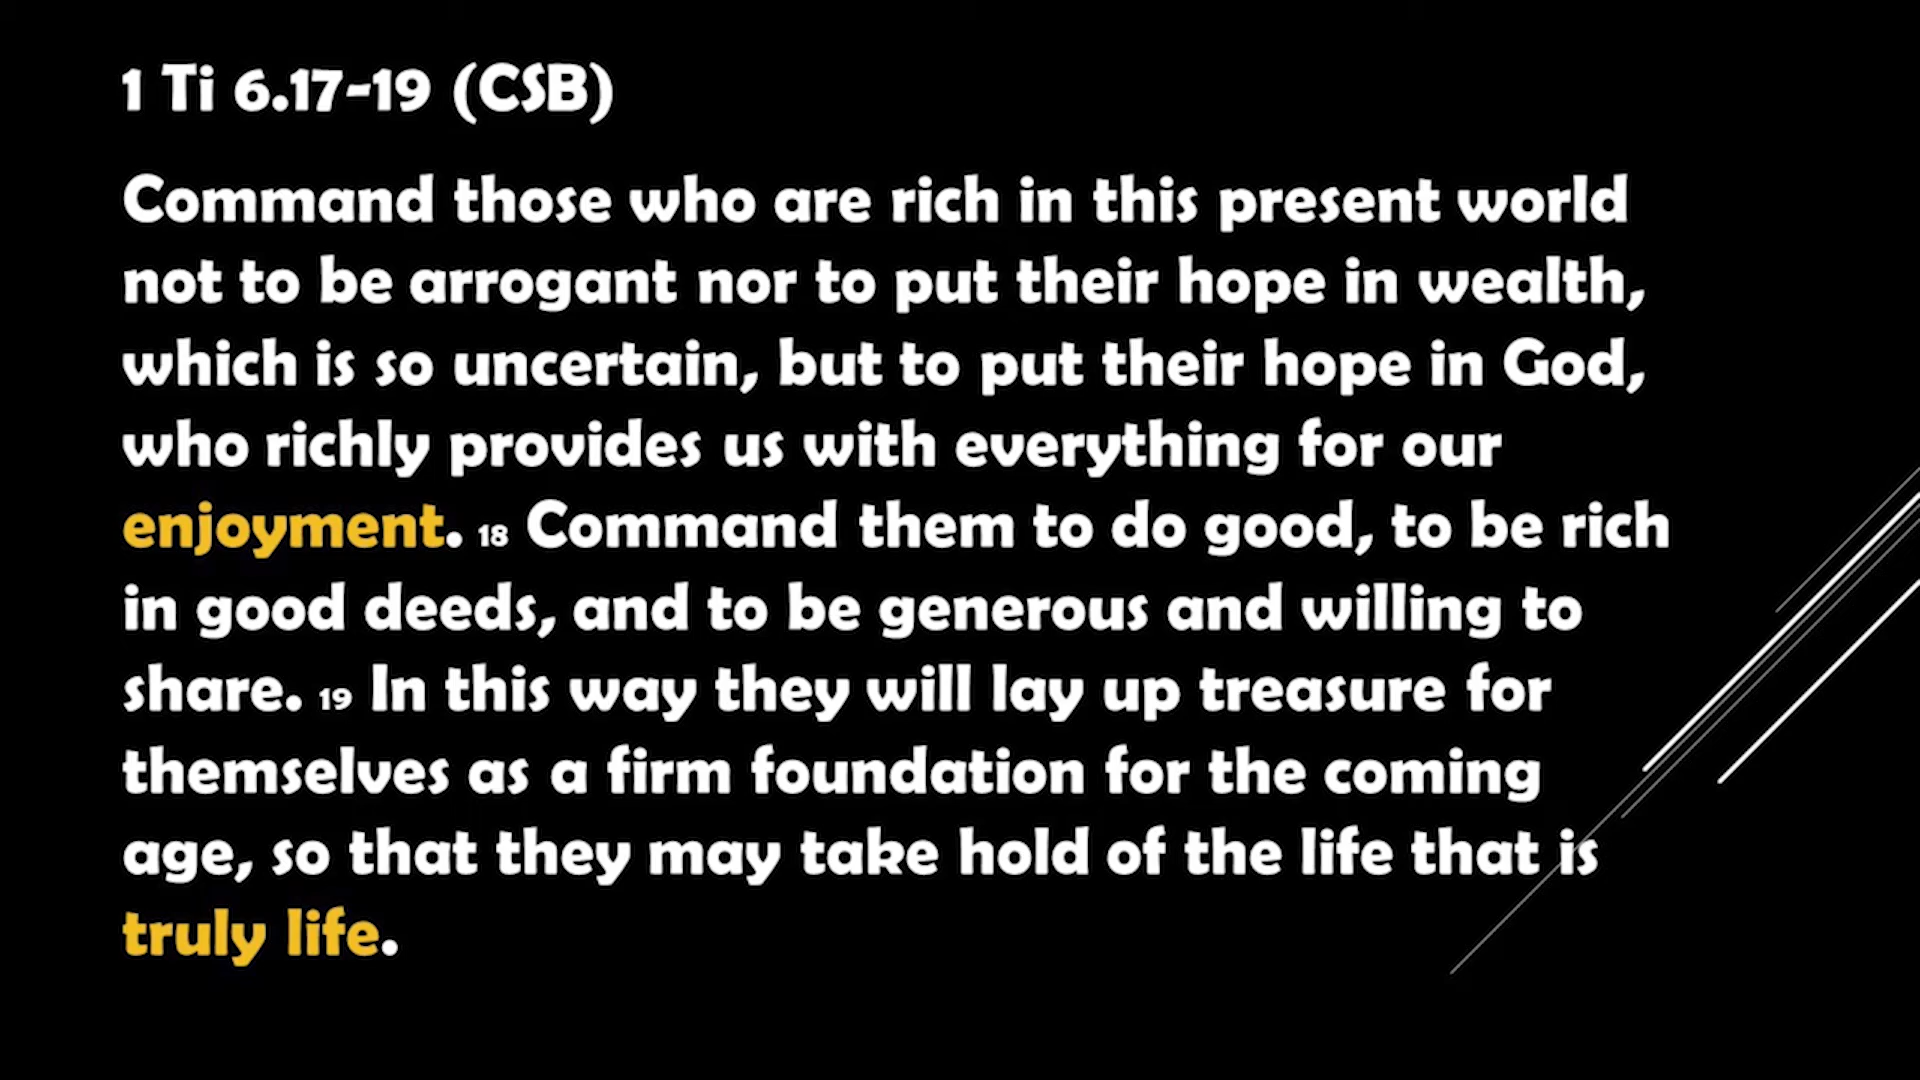 1 Ti 6.17-19 (CSB)
Command those who are rich in this present world
not to be arrogant nor to put their hope in wealth,
which is so uncertain, but to put their hope in God,
who richly provides us with everything for our
enjoyment. 18 Command them to do good, to be rich
in good deeds, and to be generous and willing to
share. 19 In this way they will lay up treasure for
themselves as a firm foundation for the coming
age, so that they may take hold of the life that is
truly life.